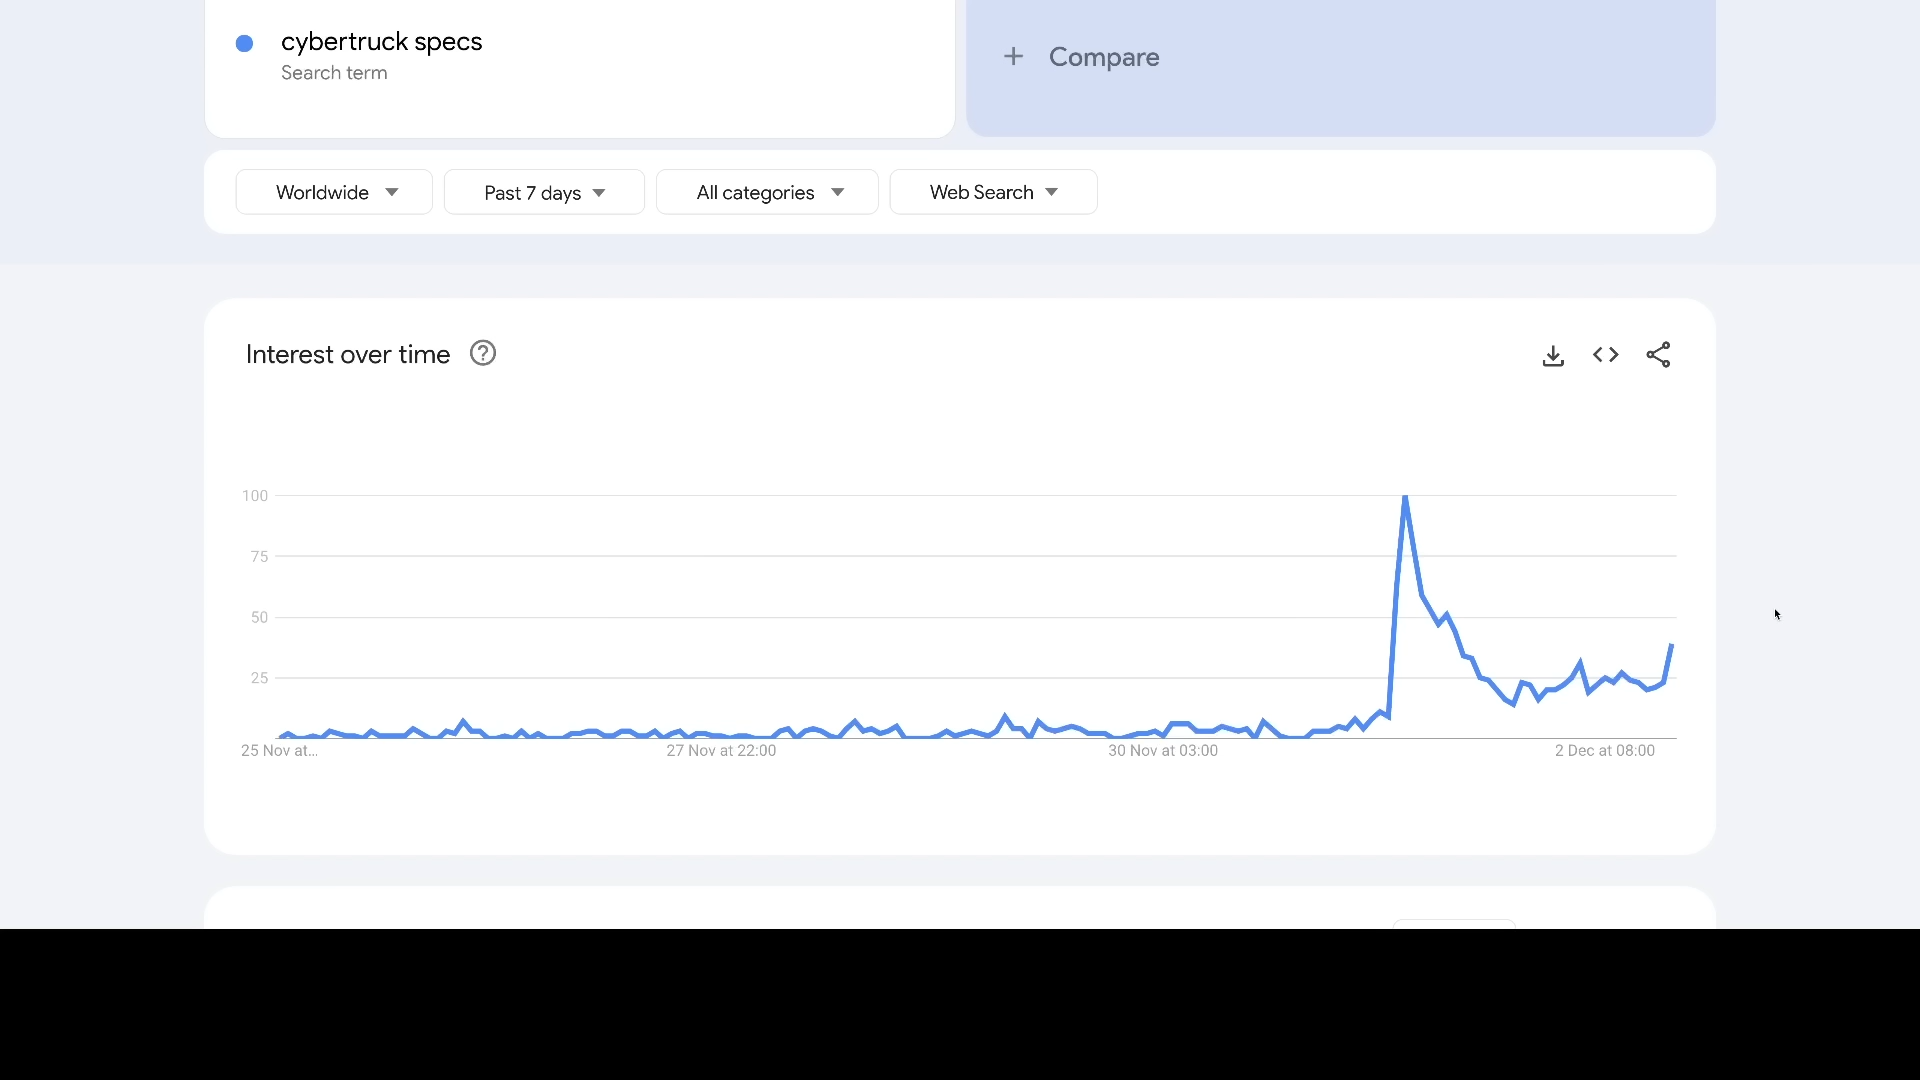 cybertruck specs
Search term
+ Compare
Worldwide
Past 7 days
All categories
Web Search
Interest over time
100
75
50
25
25 Nov at...
27 Nov at 22:00
30 Nov at 03:00
2 Dec at 08:00